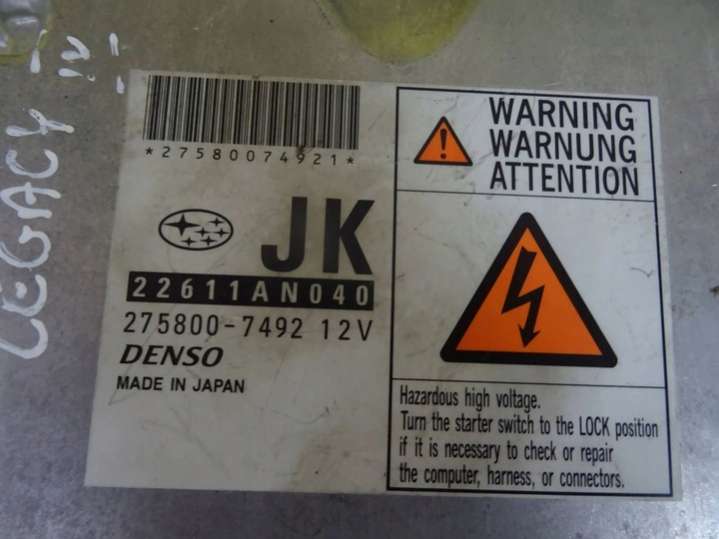 LEGACY IV
*27580074921*
JK
22611AN040
275800-7492 12V
DENSO
MADE IN JAPAN
WARNING
WARNUNG
ATTENTION
Hazardous high voltage.
Turn the starter switch to the LOCK position
if it is necessary to check or repair
the computer, harness, or connectors.